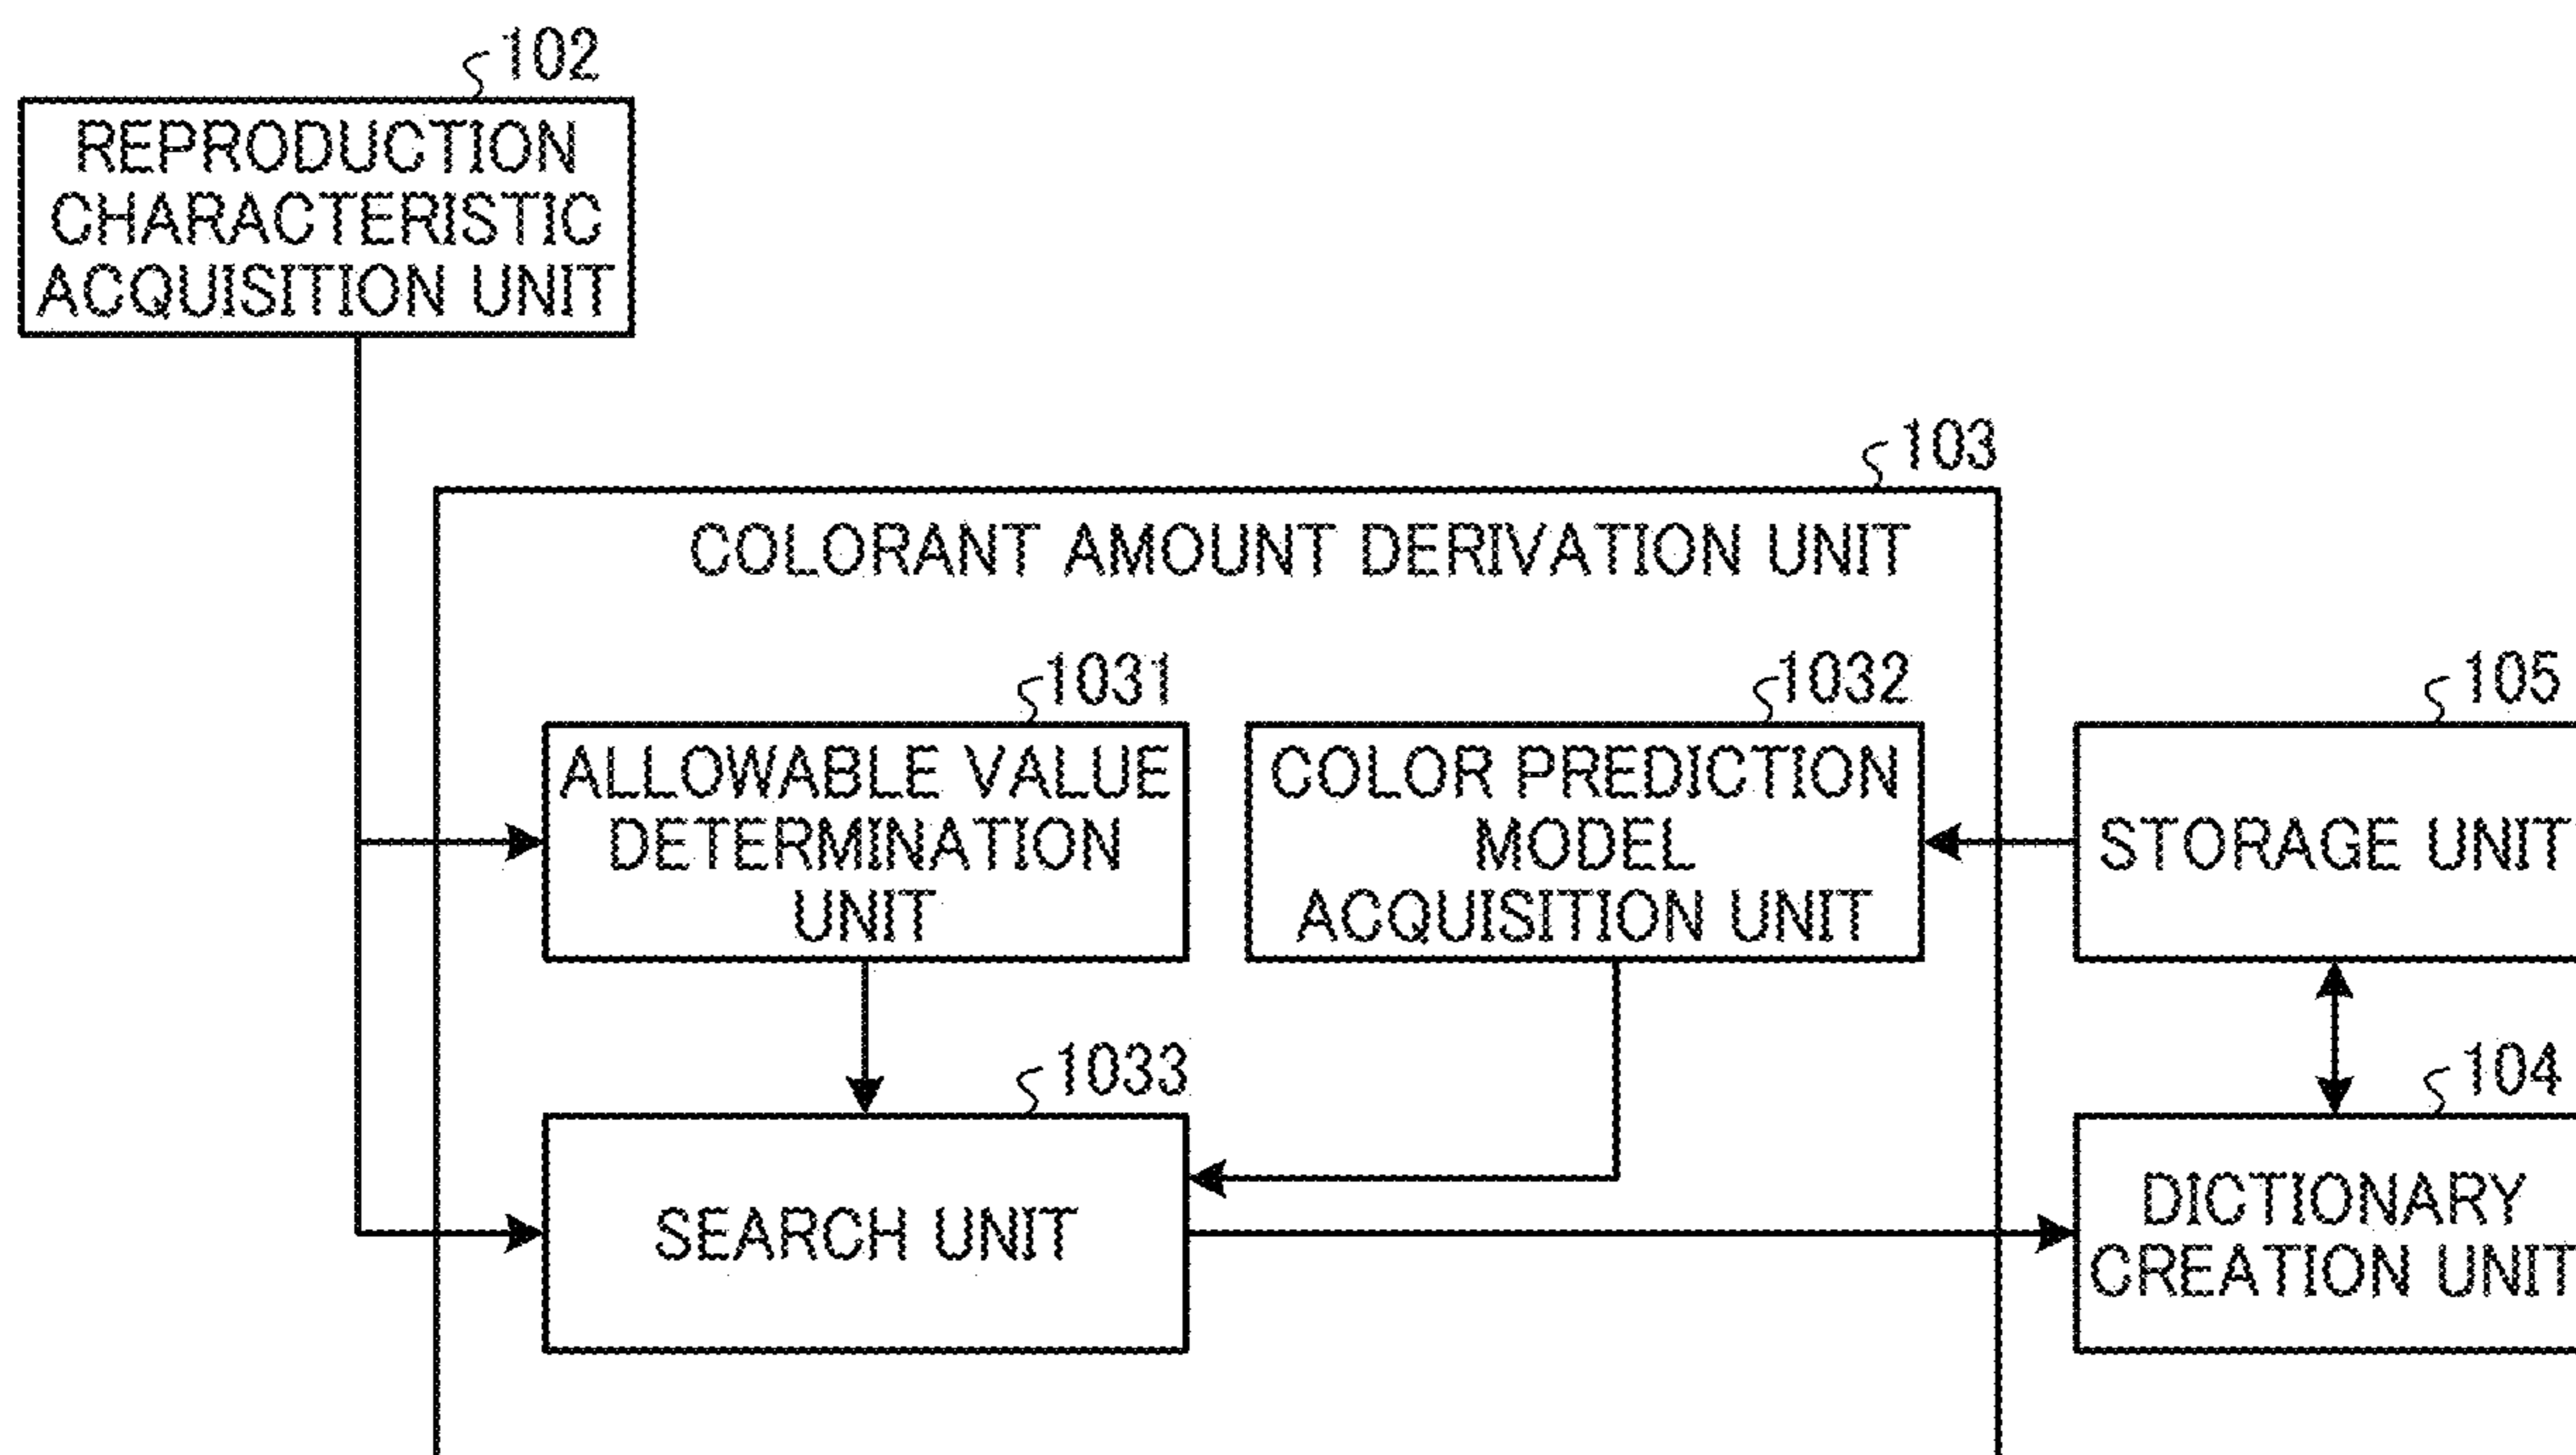 102
REPRODUCTION
CHARACTERISTIC
ACQUISITION UNIT
103
COLORANT AMOUNT DERIVATION UNIT
1031
ALLOWABLE VALUE
DETERMINATION
UNIT
1032
COLOR PREDICTION
MODEL
ACQUISITION UNIT
105
STORAGE UNIT
1033
SEARCH UNIT
104
DICTIONARY
CREATION UNIT